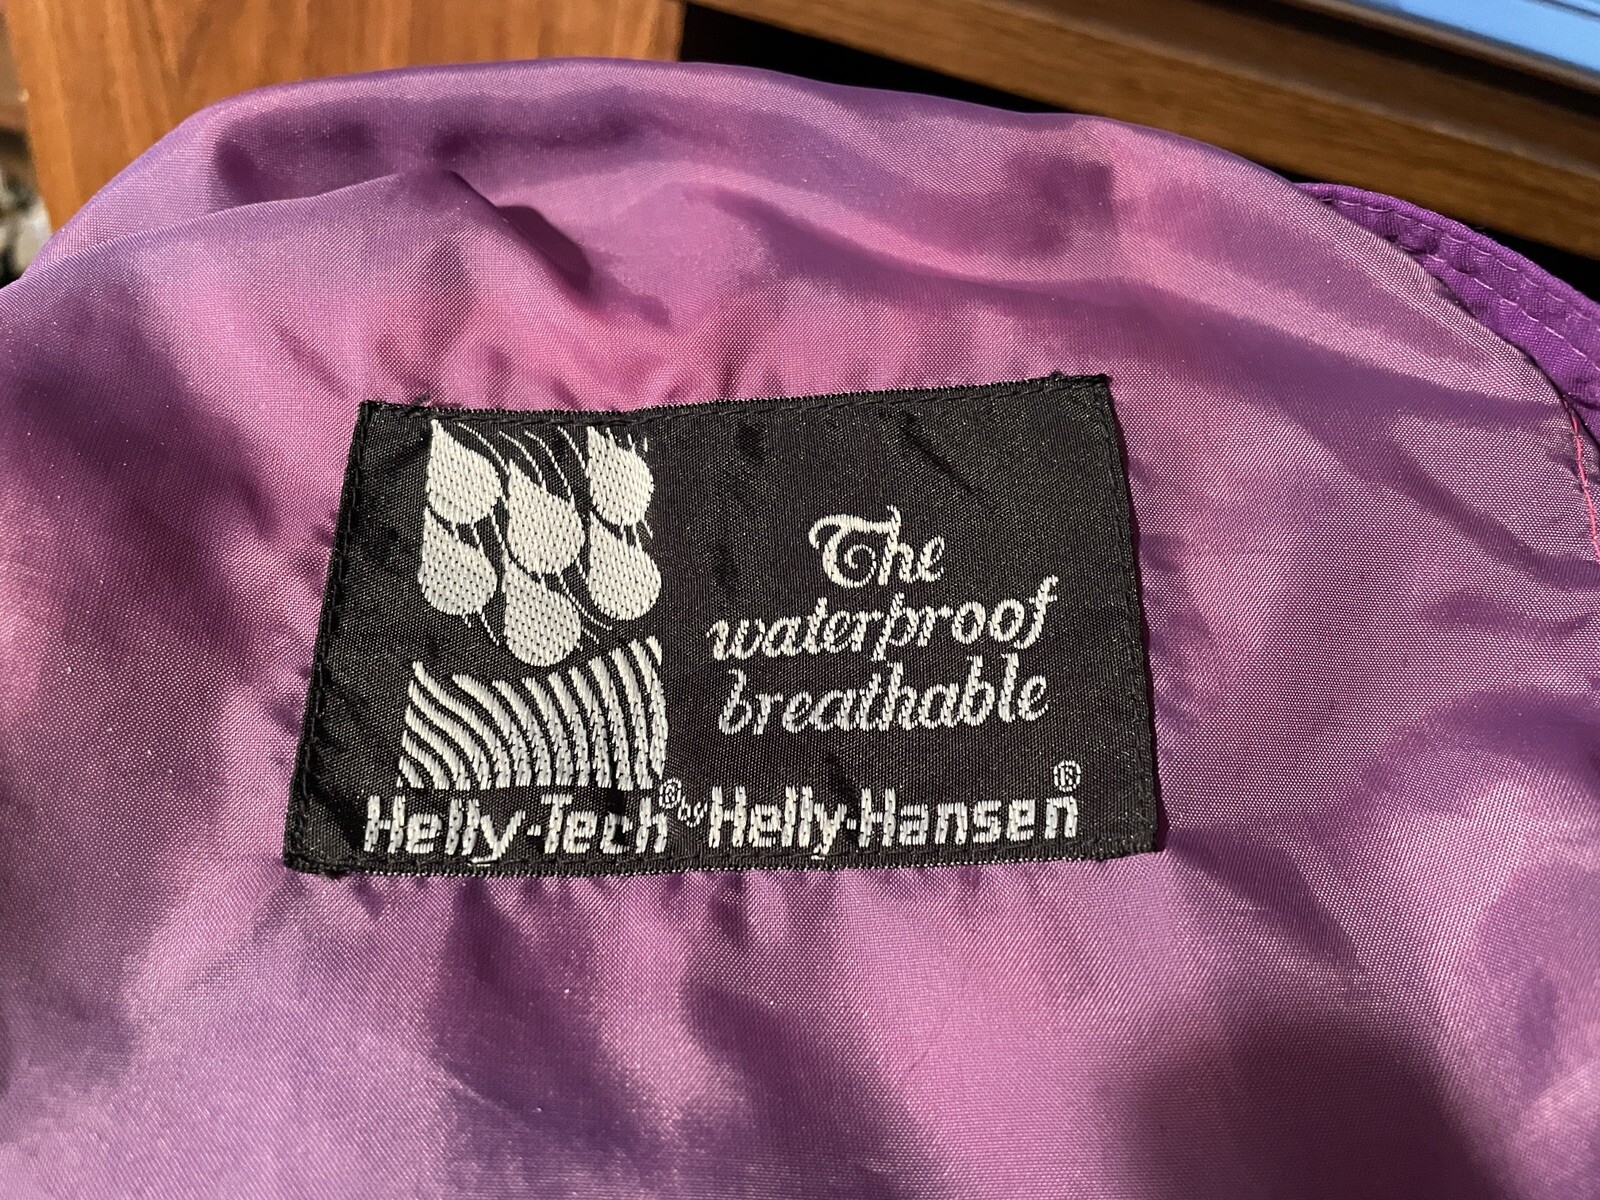 The
waterproof
breathable
Helly-Tech® by Helly-Hansen®